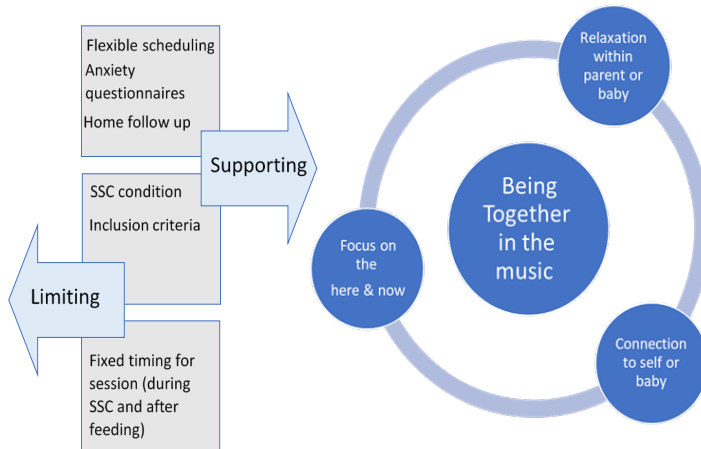 Flexible scheduling
Anxiety
questionnaires
Home follow up
Supporting
SSC condition
Inclusion criteria
Limiting
Fixed timing for
session (during
SSC and after
feeding)
Relaxation
within
parent or
baby
Being
Together
in the
music
Focus on
the
here & now
Connection
to self or
baby